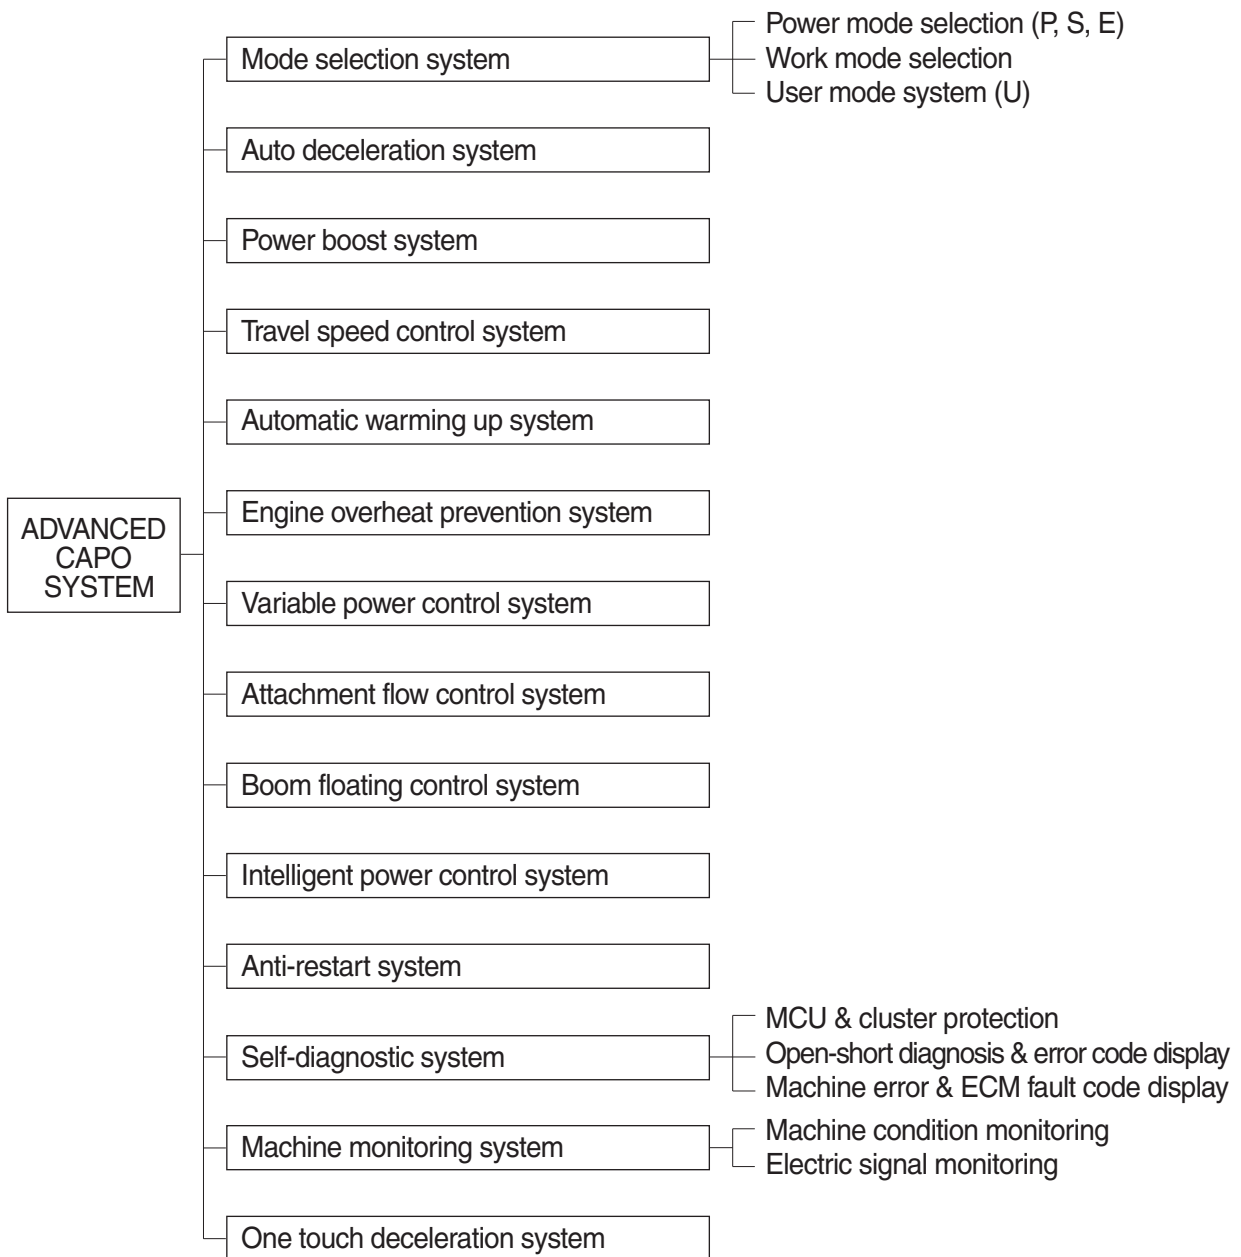 Power mode selection (P, S, E)
Mode selection system
Work mode selection
User mode system (U)
Auto deceleration system
Power boost system
Travel speed control system
Automatic warming up system
Engine overheat prevention system
ADVANCED
CAPO
SYSTEM
Variable power control system
Attachment flow control system
Boom floating control system
Intelligent power control system
Anti-restart system
MCU & cluster protection
Self-diagnostic system
Open-short diagnosis & error code display
Machine error & ECM fault code display
Machine condition monitoring
Machine monitoring system
Electric signal monitoring
One touch deceleration system